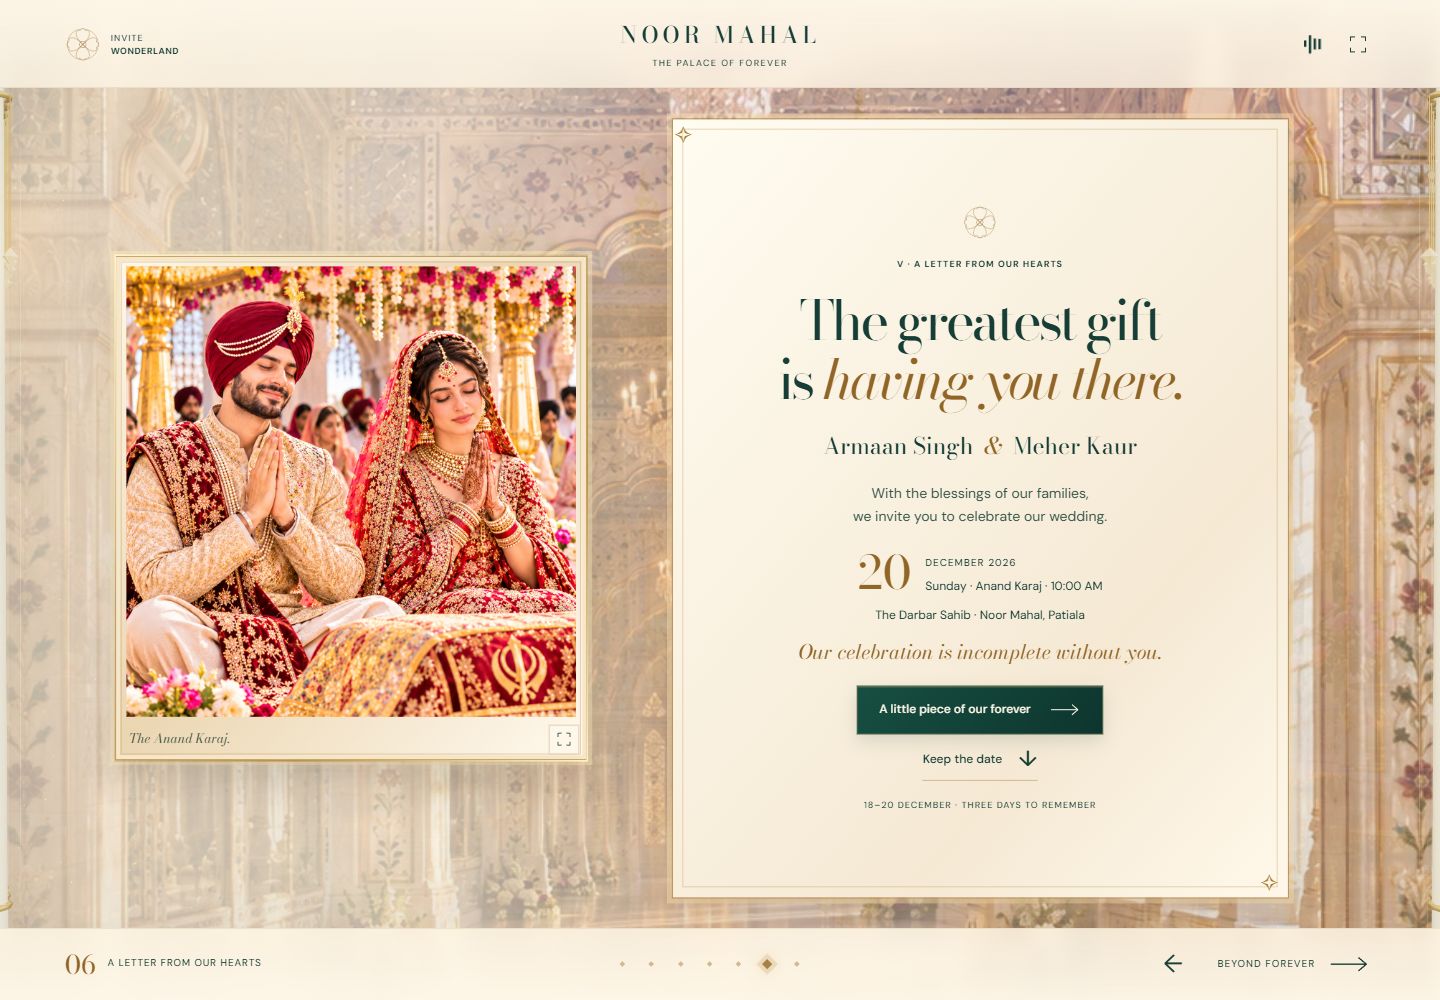 INVITE
WONDERLAND
NOOR MAHAL
THE PALACE OF FOREVER
The Anand Karaj.
V · A LETTER FROM OUR HEARTS
The greatest gift
is having you there.
Armaan Singh & Meher Kaur
With the blessings of our families,
we invite you to celebrate our wedding.
20
DECEMBER 2026
Sunday · Anand Karaj · 10:00 AM
The Darbar Sahib · Noor Mahal, Patiala
Our celebration is incomplete without you.
A little piece of our forever
Keep the date
18–20 DECEMBER · THREE DAYS TO REMEMBER
06 A LETTER FROM OUR HEARTS
BEYOND FOREVER